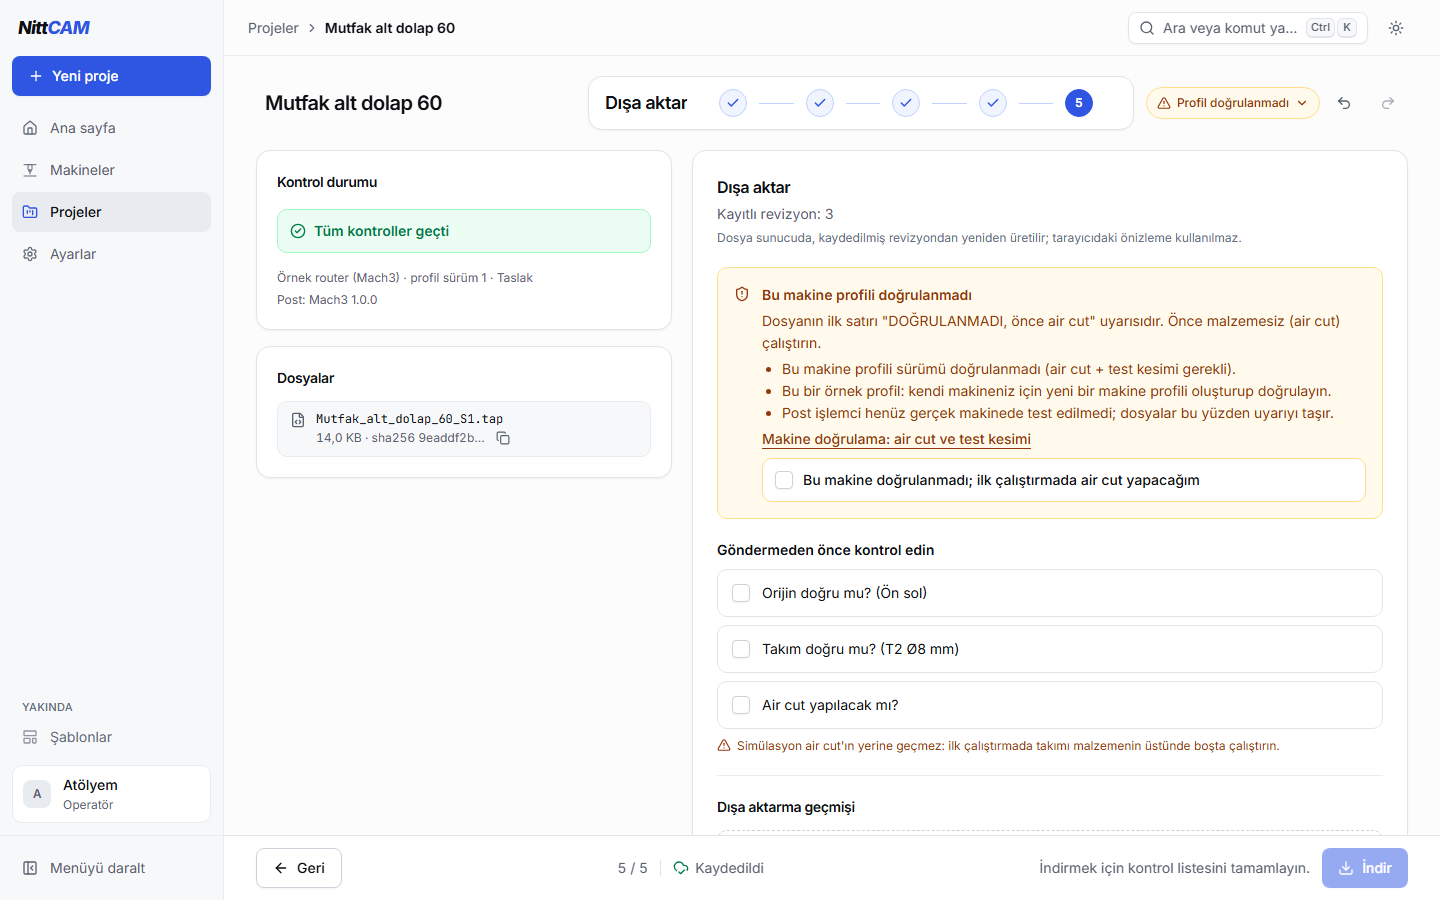 NittCAM
Yeni proje
Ana sayfa
Makineler
Projeler
Ayarlar
YAKINDA
Şablonlar
A
Atölyem
Operatör
Menüyü daralt
Projeler > Mutfak alt dolap 60
Ara veya komut ya... Ctrl K
Mutfak alt dolap 60
Dışa aktar
5
Profil doğrulanmadı
Kontrol durumu
Tüm kontroller geçti
Örnek router (Mach3) · profil sürüm 1 · Taslak
Post: Mach3 1.0.0
Dosyalar
Mutfak_alt_dolap_60_S1.tap
14,0 KB · sha256 9eaddf2b...
Dışa aktar
Kayıtlı revizyon: 3
Dosya sunucuda, kaydedilmiş revizyondan yeniden üretilir; tarayıcıdaki önizleme kullanılmaz.
Bu makine profili doğrulanmadı
Dosyanın ilk satırı "DOĞRULANMADI, önce air cut" uyarısıdır. Önce malzemesiz (air cut)
çalıştırın.
• Bu makine profili sürümü doğrulanmadı (air cut + test kesimi gerekli).
• Bu bir örnek profil: kendi makineniz için yeni bir makine profili oluşturup doğrulayın.
• Post işlemci henüz gerçek makinede test edilmedi; dosyalar bu yüzden uyarıyı taşır.
Makine doğrulama: air cut ve test kesimi
Bu makine doğrulanmadı; ilk çalıştırmada air cut yapacağım
Göndermeden önce kontrol edin
Orijin doğru mu? (Ön sol)
Takım doğru mu? (T2 Ø8 mm)
Air cut yapılacak mı?
Simülasyon air cut'ın yerine geçmez: ilk çalıştırmada takımı malzemenin üstünde boşta çalıştırın.
Dışa aktarma geçmişi
Geri
5 / 5
Kaydedildi
İndirmek için kontrol listesini tamamlayın.
İndir